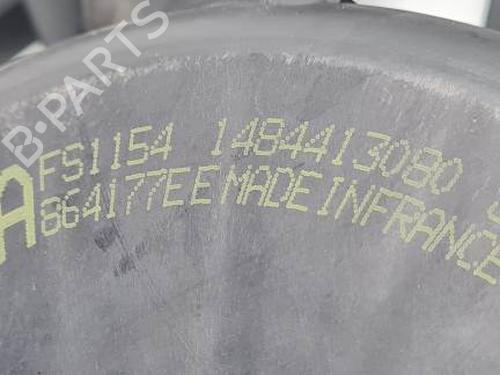 B-PARTS
A
FS1154 1484413080
864177EE MADE IN FRANCE